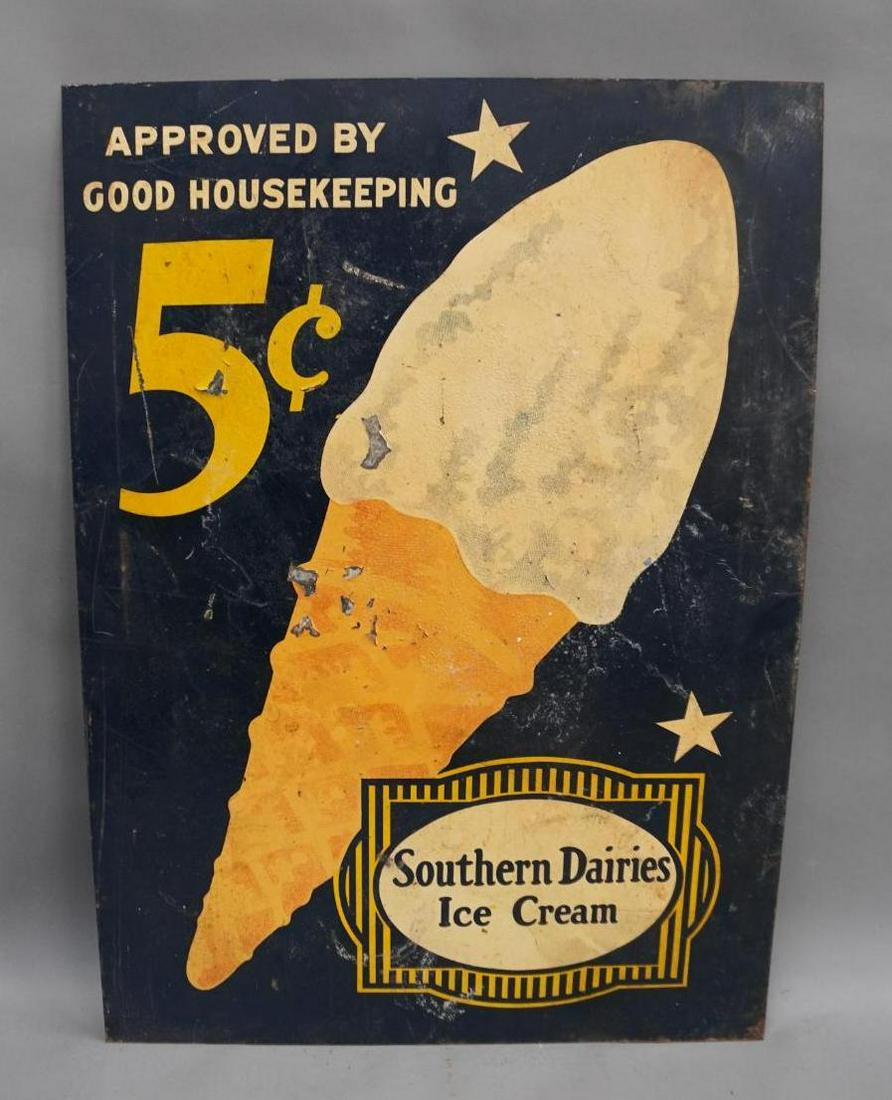 APPROVED BY
GOOD HOUSEKEEPING
5¢
Southern Dairies
Ice Cream